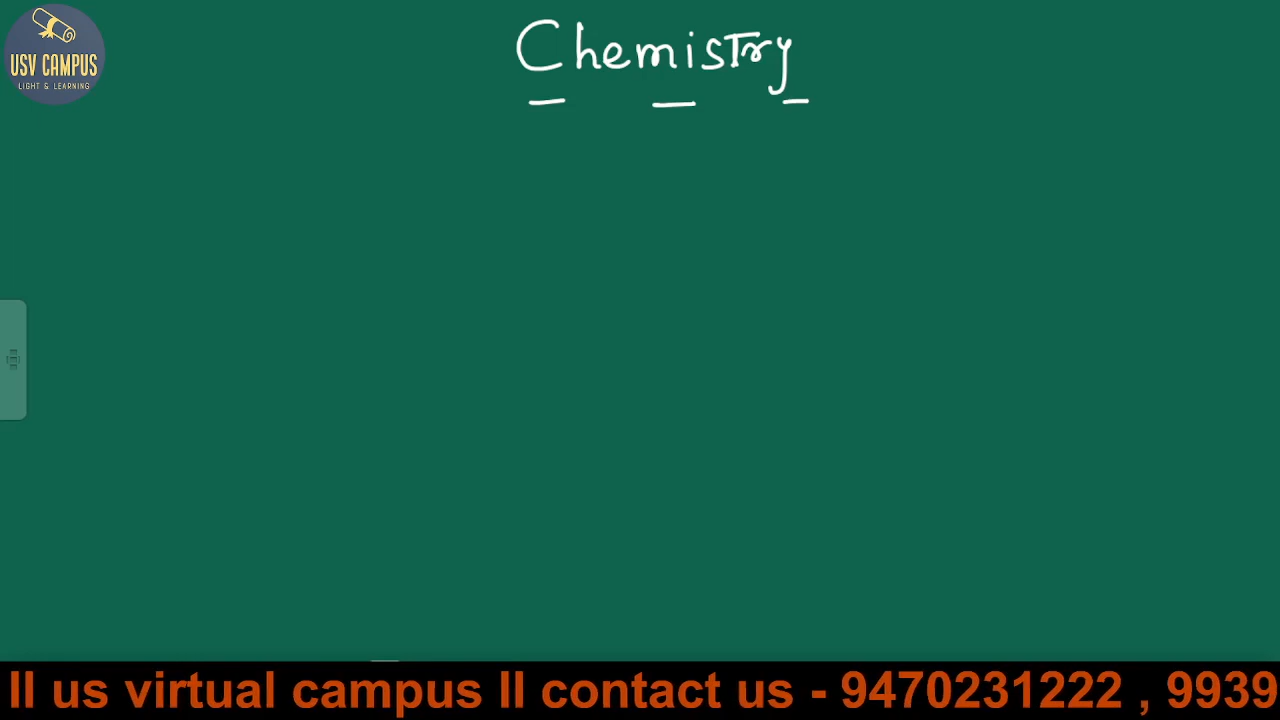 USV CAMPUS
LIGHT & LEARNING
Chemistry
ll us virtual campus ll contact us - 9470231222 , 9939